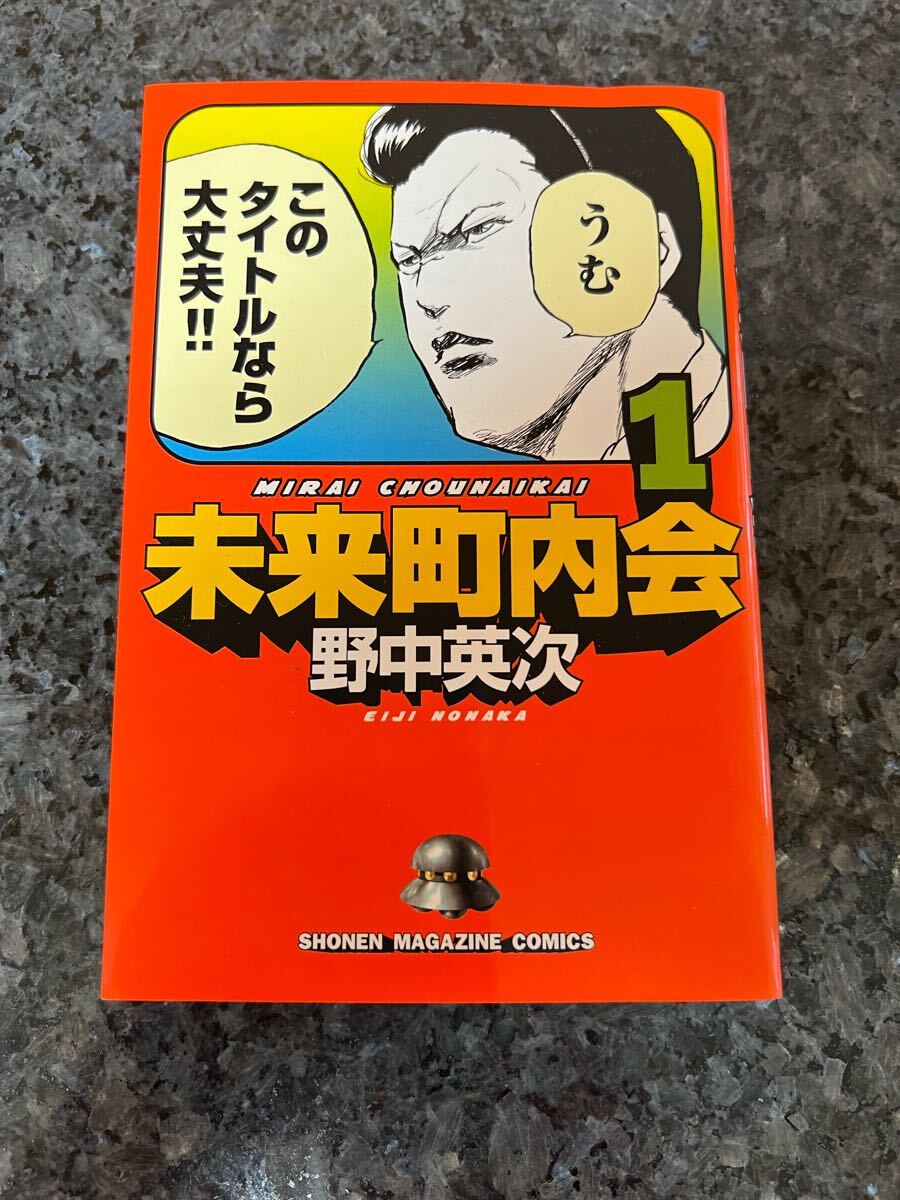 うむ
この
タイトルなら
大丈夫!!
1
MIRAI CHOUNAIKAI
未来町内会
野中英次
EIJI NONAKA
SHONEN MAGAZINE COMICS